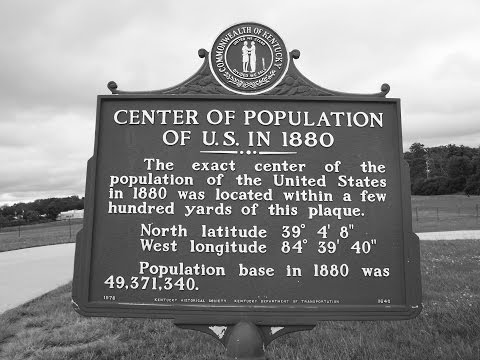 COMMONWEALTH OF KENTUCKY
CENTER OF POPULATION
OF U.S. IN 1880
The exact center of the
population of the United States
in 1880 was located within a few
hundred yards of this plaque.
North latitude 39° 4' 8"
West longitude 84° 39' 40"
Population base in 1880 was
49,371,340.
KENTUCKY HISTORICAL SOCIETY KENTUCKY DEPARTMENT OF TRANSPORTATION